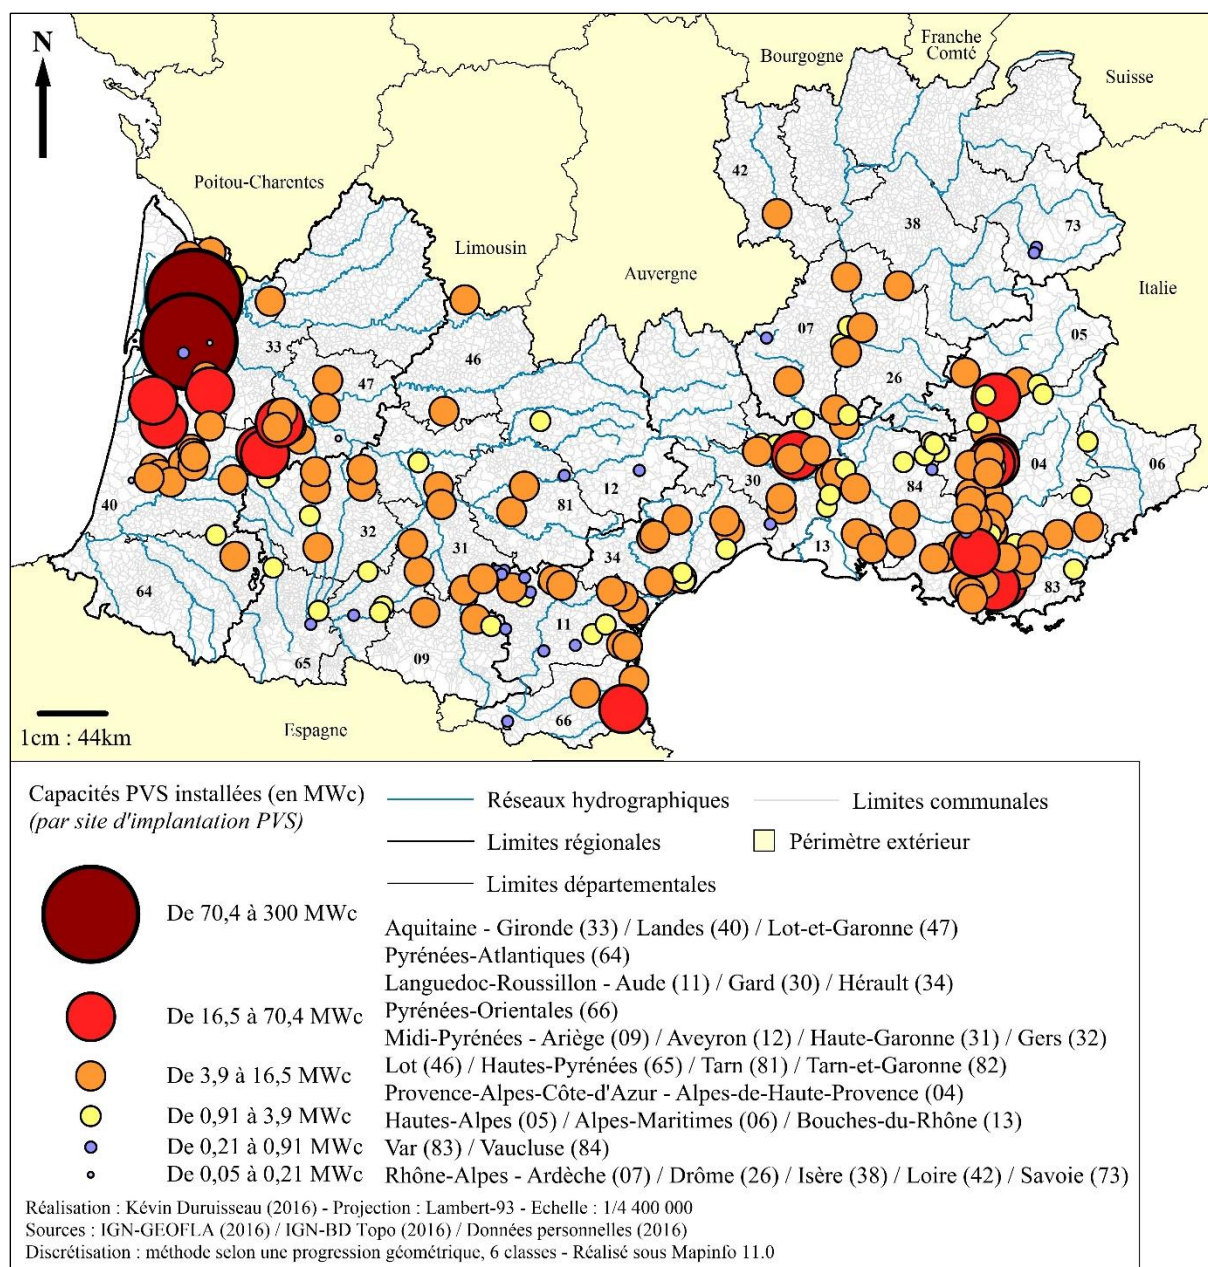 N
Bourgogne
Franche
Comté
Suisse
Poitou-Charentes
42
38
73
Limousin
Auvergne
Italie
33
46
07
05
47
26
04
06
12
30
84
40
81
32
31
34
13
64
83
11
65
09
66
Espagne
1cm : 44km
Capacités PVS installées (en MWc)
(par site d'implantation PVS)
De 70,4 à 300 MWc
De 16,5 à 70,4 MWc
De 3,9 à 16,5 MWc
De 0,91 à 3,9 MWc
De 0,21 à 0,91 MWc
De 0,05 à 0,21 MWc
Réseaux hydrographiques
Limites communales
Limites régionales
Périmètre extérieur
Limites départementales
Aquitaine - Gironde (33) / Landes (40) / Lot-et-Garonne (47)
Pyrénées-Atlantiques (64)
Languedoc-Roussillon - Aude (11) / Gard (30) / Hérault (34)
Pyrénées-Orientales (66)
Midi-Pyrénées - Ariège (09) / Aveyron (12) / Haute-Garonne (31) / Gers (32)
Lot (46) / Hautes-Pyrénées (65) / Tarn (81) / Tarn-et-Garonne (82)
Provence-Alpes-Côte-d'Azur - Alpes-de-Haute-Provence (04)
Hautes-Alpes (05) / Alpes-Maritimes (06) / Bouches-du-Rhône (13)
Var (83) / Vaucluse (84)
Rhône-Alpes - Ardèche (07) / Drôme (26) / Isère (38) / Loire (42) / Savoie (73)
Réalisation : Kévin Duruisseau (2016) - Projection : Lambert-93 - Echelle : 1/4 400 000
Sources : IGN-GEOFLA (2016) / IGN-BD Topo (2016) / Données personnelles (2016)
Discrétisation : méthode selon une progression géométrique, 6 classes - Réalisé sous Mapinfo 11.0